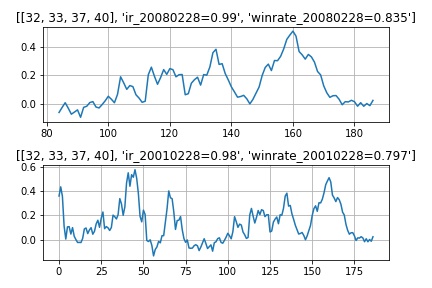 [[32, 33, 37, 40], 'ir_20080228=0.99', 'winrate_20080228=0.835']
0.4
0.2
0.0
80 100 120 140 160 180
[[32, 33, 37, 40], 'ir_20010228=0.98', 'winrate_20010228=0.797']
0.6
0.4
0.2
0.0
0 25 50 75 100 125 150 175